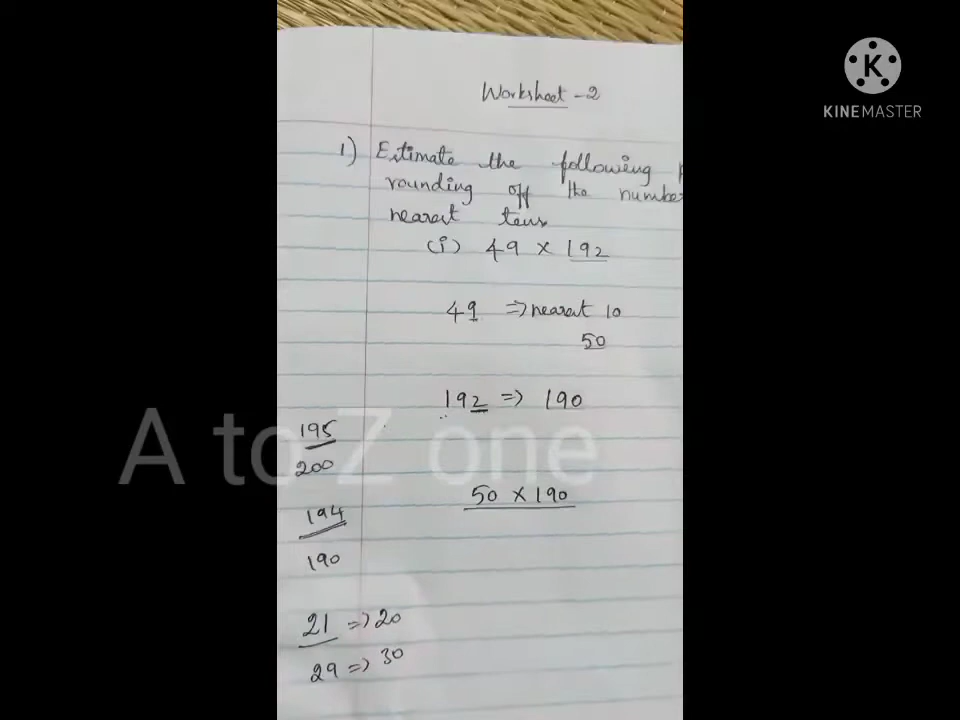 Worksheet -2
1) Estimate the following
rounding off the number
nearest tens
(i) 49 × 192
49 => nearest 10
50
192 => 190
195
200
50 × 190
194
190
21 => 20
29 => 30
A to Z one
K
KINEMASTER